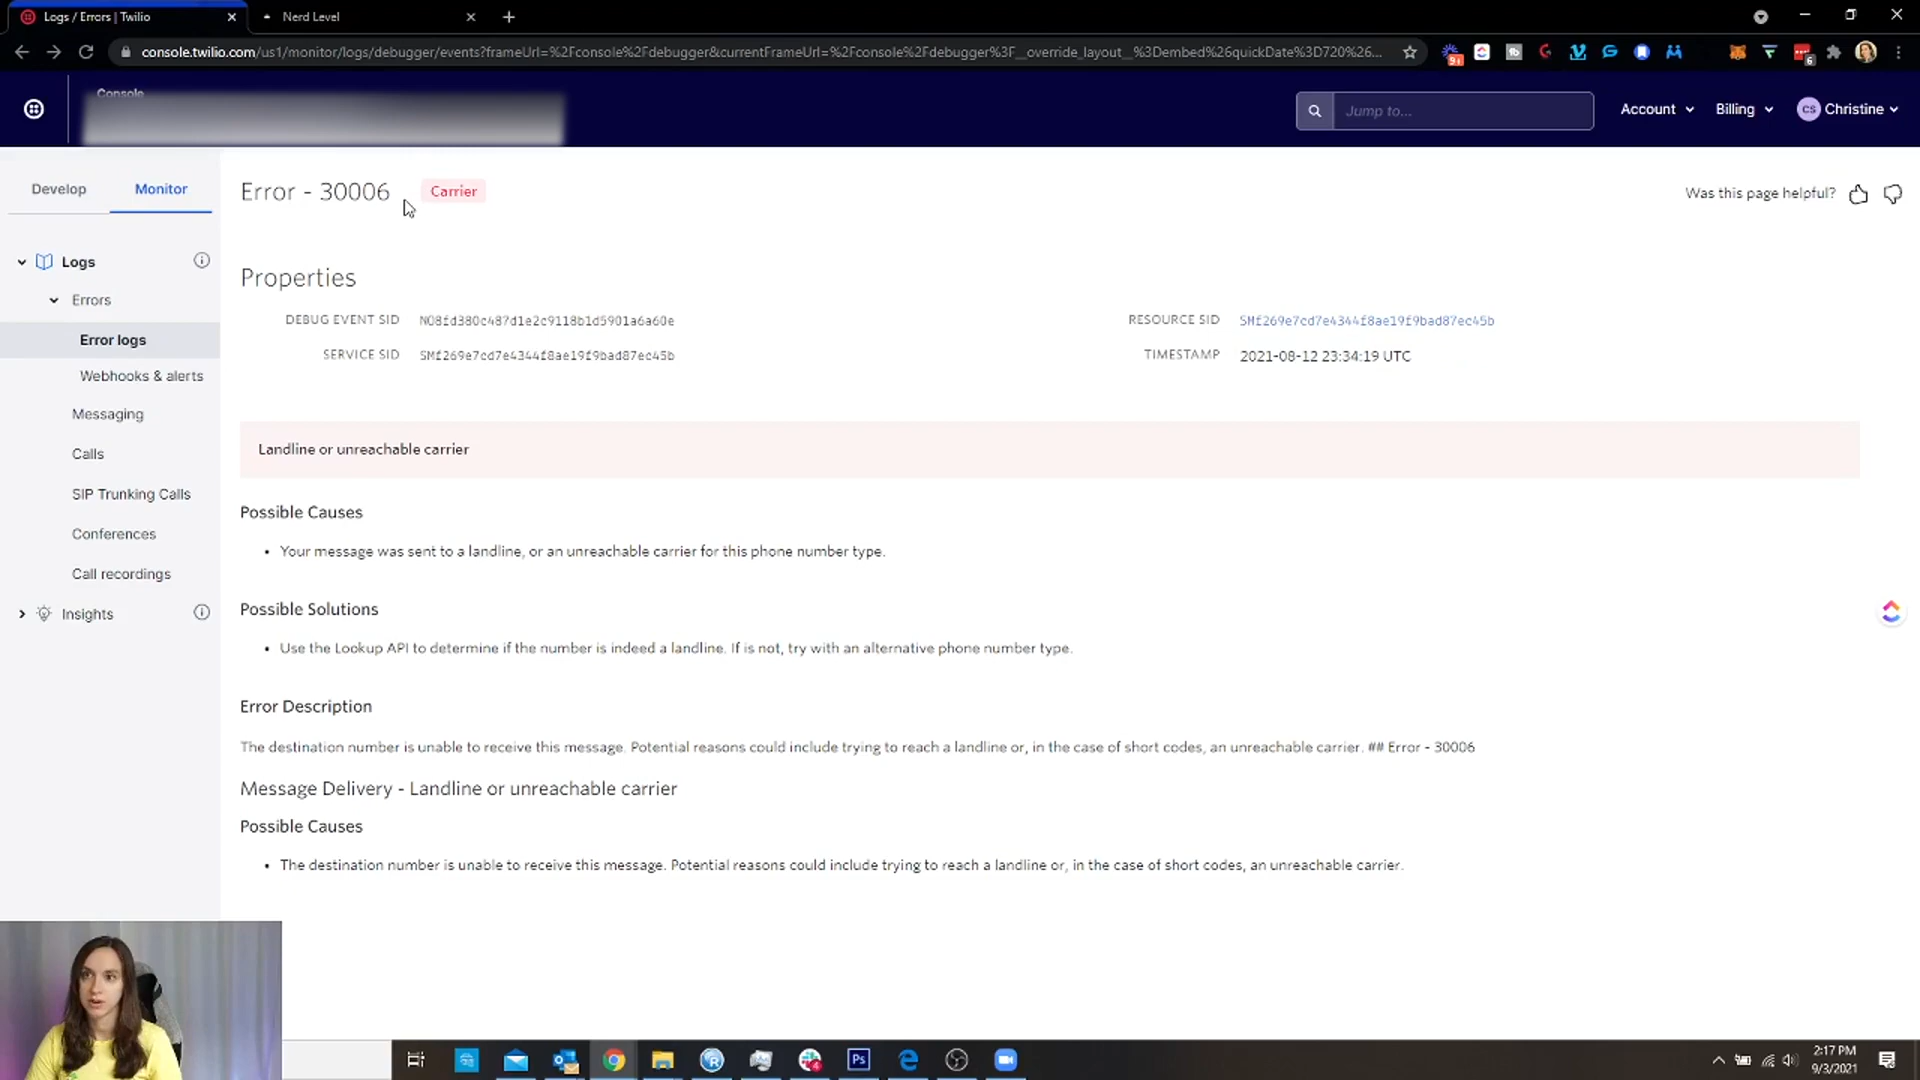 Logs / Errors | Twilio
Nerd Level
console.twilio.com/us1/monitor/logs/debugger/events?frameUrl=%2Fconsole%2Fdebugger&currentFrameUrl=%2Fconsole%2Fdebugger%3F__override_layout__%3Dembed%26quickDate%3D720%26...
Console
Jump to...
Account
Billing
CS Christine
Develop
Monitor
Logs
Errors
Error logs
Webhooks & alerts
Messaging
Calls
SIP Trunking Calls
Conferences
Call recordings
Insights
Error - 30006
Carrier
Was this page helpful?
Properties
DEBUG EVENT SID NO8fd380c487d1e2c9118b1d5901a6a60e
RESOURCE SID SMf269e7cd7e4344f8ae19f9bad87ec45b
SERVICE SID SMf269e7cd7e4344f8ae19f9bad87ec45b
TIMESTAMP 2021-08-12 23:34:19 UTC
Landline or unreachable carrier
Possible Causes
• Your message was sent to a landline, or an unreachable carrier for this phone number type.
Possible Solutions
• Use the Lookup API to determine if the number is indeed a landline. If is not, try with an alternative phone number type.
Error Description
The destination number is unable to receive this message. Potential reasons could include trying to reach a landline or, in the case of short codes, an unreachable carrier. ## Error - 30006
Message Delivery - Landline or unreachable carrier
Possible Causes
• The destination number is unable to receive this message. Potential reasons could include trying to reach a landline or, in the case of short codes, an unreachable carrier.
Ps
2:17 PM
9/3/2021